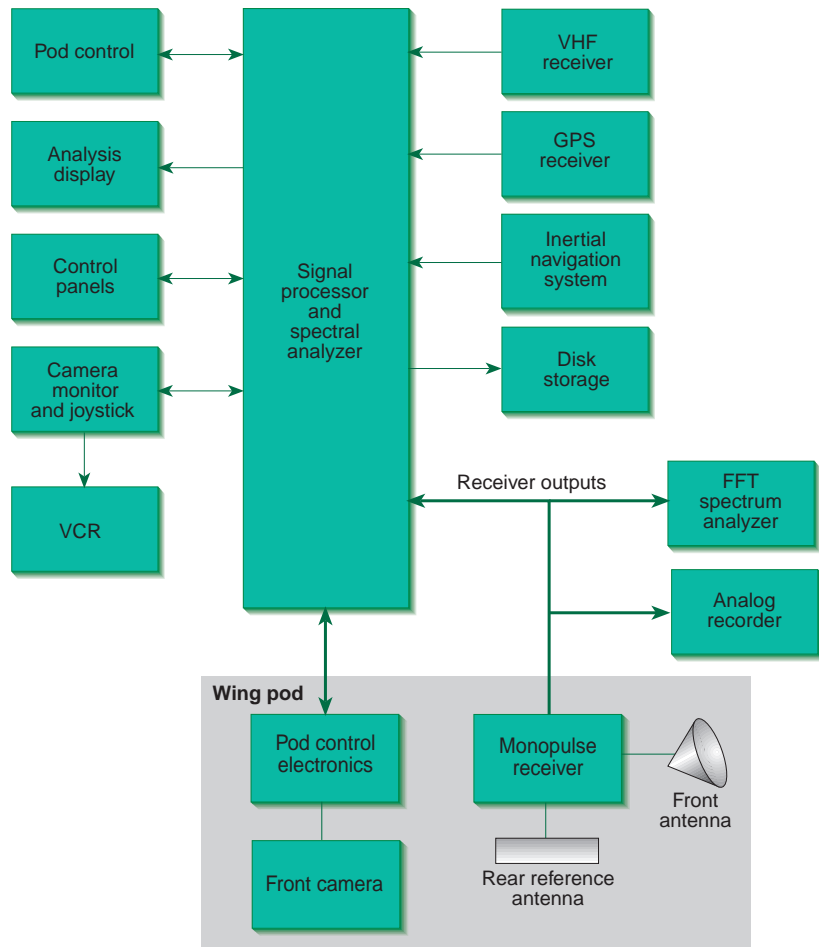 Pod control
Analysis
display
Control
panels
Camera
monitor
and joystick
VCR
Signal
processor
and
spectral
analyzer
VHF
receiver
GPS
receiver
Inertial
navigation
system
Disk
storage
Receiver outputs
FFT
spectrum
analyzer
Analog
recorder
Wing pod
Pod control
electronics
Front camera
Monopulse
receiver
Rear reference
antenna
Front
antenna